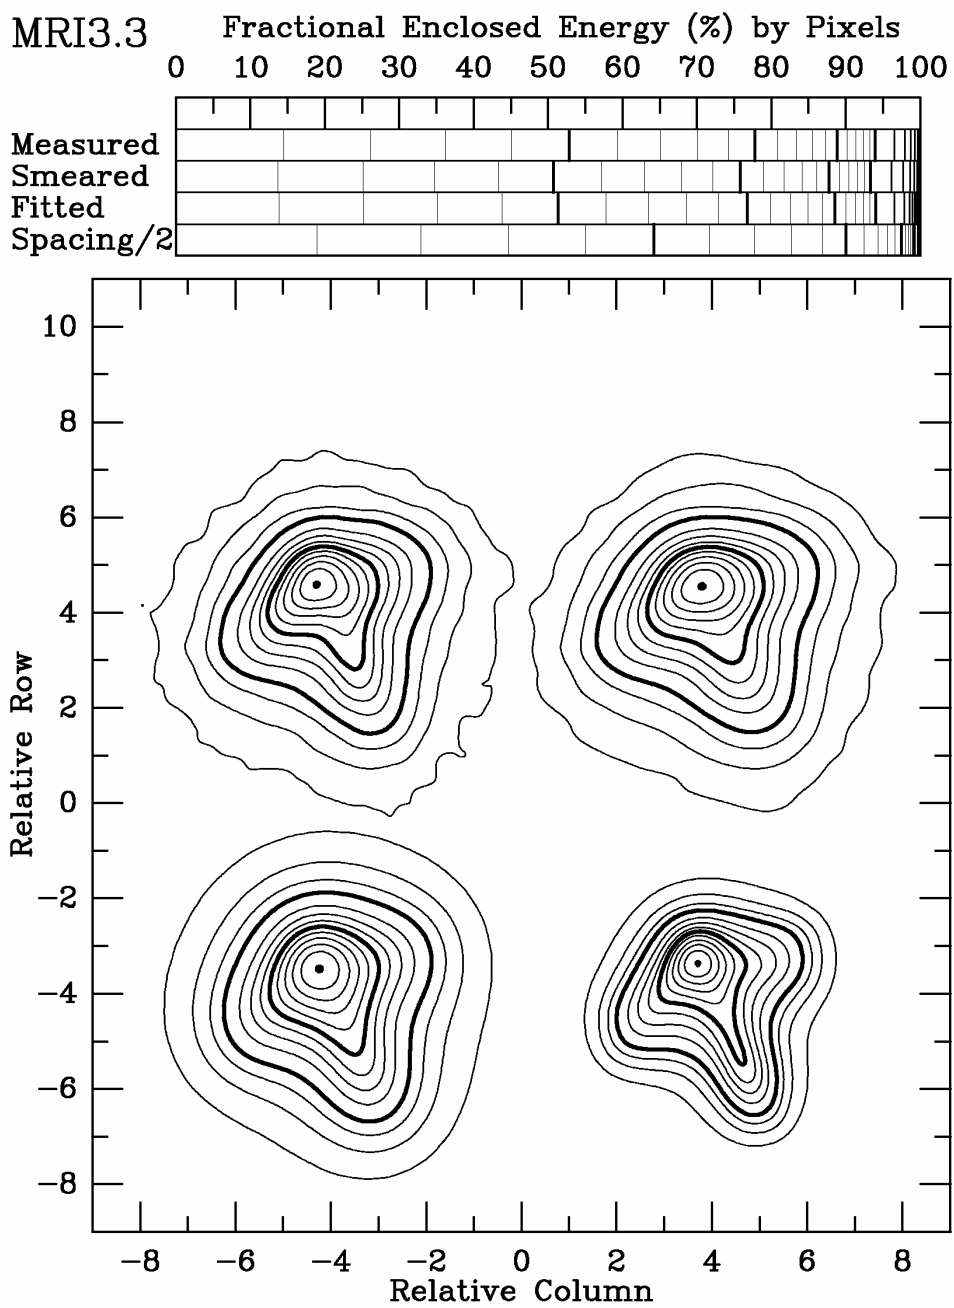 MRI3.3
Fractional Enclosed Energy (%) by Pixels
0 10 20 30 40 50 60 70 80 90 100
Measured
Smeared
Fitted
Spacing/2
10
8
6
4
2
0
−2
−4
−6
−8
Relative Row
−8 −6 −4 −2 0 2 4 6 8
Relative Column